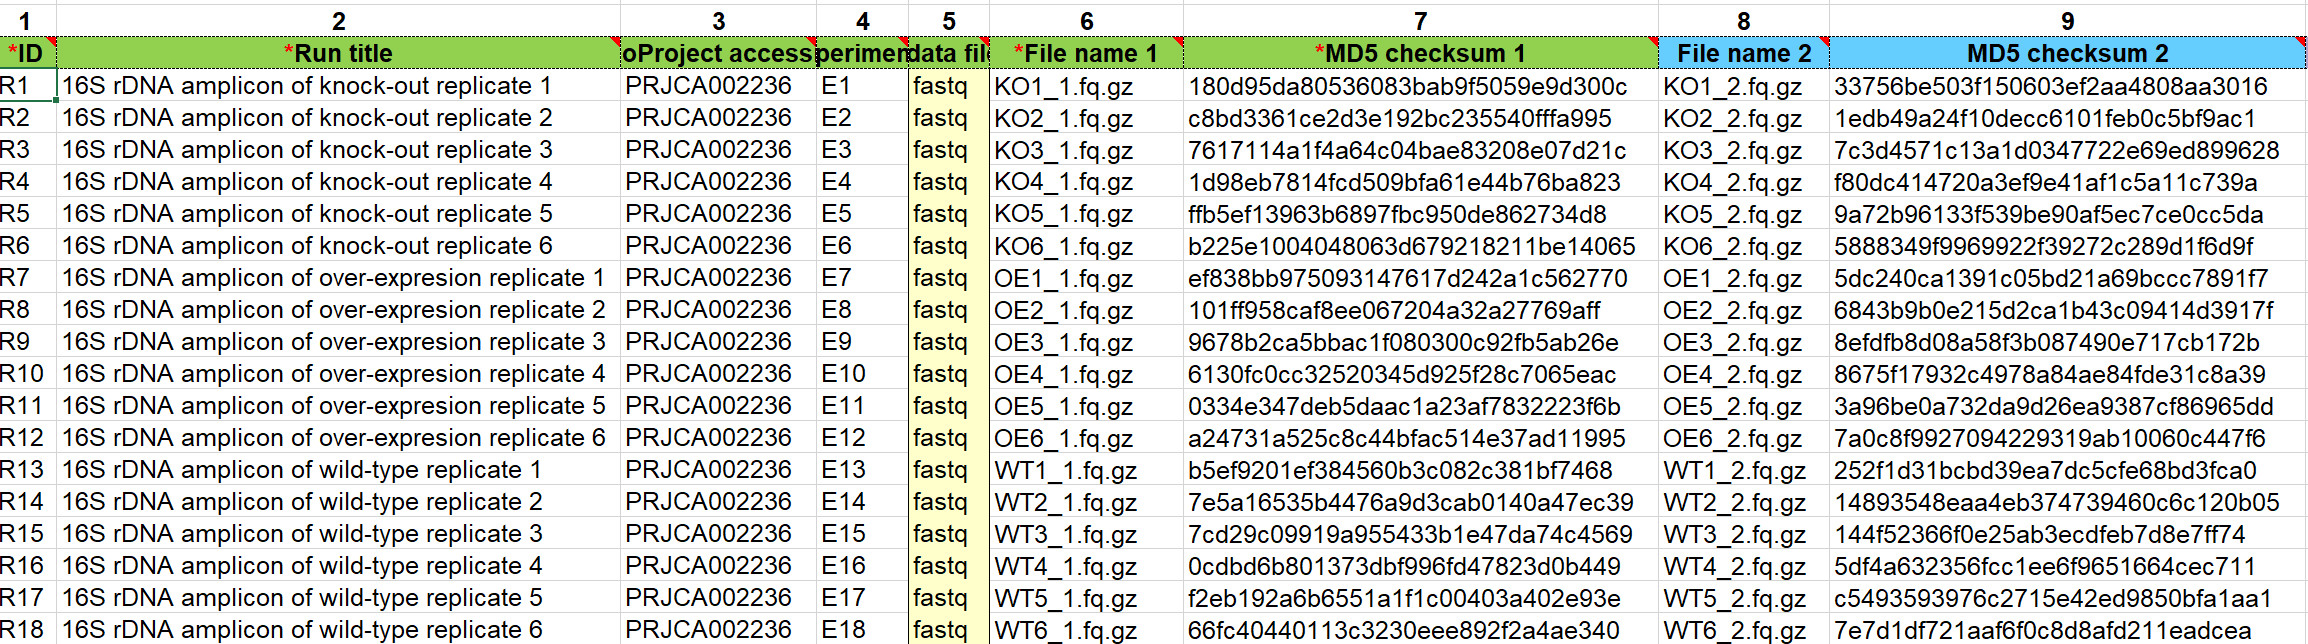 1 2 3 4 5 6 7 8 9
*ID *Run title oProject access perimen data file *File name 1 *MD5 checksum 1 File name 2 MD5 checksum 2
R1 16S rDNA amplicon of knock-out replicate 1 PRJCA002236 E1 fastq KO1_1.fq.gz 180d95da80536083bab9f5059e9d300c KO1_2.fq.gz 33756be503f150603ef2aa4808aa3016
R2 16S rDNA amplicon of knock-out replicate 2 PRJCA002236 E2 fastq KO2_1.fq.gz c8bd3361ce2d3e192bc235540fffa995 KO2_2.fq.gz 1edb49a24f10decc6101feb0c5bf9ac1
R3 16S rDNA amplicon of knock-out replicate 3 PRJCA002236 E3 fastq KO3_1.fq.gz 7617114a1f4a64c04bae83208e07d21c KO3_2.fq.gz 7c3d4571c13a1d0347722e69ed899628
R4 16S rDNA amplicon of knock-out replicate 4 PRJCA002236 E4 fastq KO4_1.fq.gz 1d98eb7814fcd509bfa61e44b76ba823 KO4_2.fq.gz f80dc414720a3ef9e41af1c5a11c739a
R5 16S rDNA amplicon of knock-out replicate 5 PRJCA002236 E5 fastq KO5_1.fq.gz ffb5ef13963b6897fbc950de862734d8 KO5_2.fq.gz 9a72b96133f539be90af5ec7ce0cc5da
R6 16S rDNA amplicon of knock-out replicate 6 PRJCA002236 E6 fastq KO6_1.fq.gz b225e1004048063d679218211be14065 KO6_2.fq.gz 5888349f9969922f39272c289d1f6d9f
R7 16S rDNA amplicon of over-expresion replicate 1 PRJCA002236 E7 fastq OE1_1.fq.gz ef838bb975093147617d242a1c562770 OE1_2.fq.gz 5dc240ca1391c05bd21a69bccc7891f7
R8 16S rDNA amplicon of over-expresion replicate 2 PRJCA002236 E8 fastq OE2_1.fq.gz 101ff958caf8ee067204a32a27769aff OE2_2.fq.gz 6843b9b0e215d2ca1b43c09414d3917f
R9 16S rDNA amplicon of over-expresion replicate 3 PRJCA002236 E9 fastq OE3_1.fq.gz 9678b2ca5bbac1f080300c92fb5ab26e OE3_2.fq.gz 8efdfb8d08a58f3b087490e717cb172b
R10 16S rDNA amplicon of over-expresion replicate 4 PRJCA002236 E10 fastq OE4_1.fq.gz 6130fc0cc32520345d925f28c7065eac OE4_2.fq.gz 8675f17932c4978a84ae84fde31c8a39
R11 16S rDNA amplicon of over-expresion replicate 5 PRJCA002236 E11 fastq OE5_1.fq.gz 0334e347deb5daac1a23af7832223f6b OE5_2.fq.gz 3a96be0a732da9d26ea9387cf86965dd
R12 16S rDNA amplicon of over-expresion replicate 6 PRJCA002236 E12 fastq OE6_1.fq.gz a24731a525c8c44bfac514e37ad11995 OE6_2.fq.gz 7a0c8f9927094229319ab10060c447f6
R13 16S rDNA amplicon of wild-type replicate 1 PRJCA002236 E13 fastq WT1_1.fq.gz b5ef9201ef384560b3c082c381bf7468 WT1_2.fq.gz 252f1d31bcbd39ea7dc5cfe68bd3fca0
R14 16S rDNA amplicon of wild-type replicate 2 PRJCA002236 E14 fastq WT2_1.fq.gz 7e5a16535b4476a9d3cab0140a47ec39 WT2_2.fq.gz 14893548eaa4eb374739460c6c120b05
R15 16S rDNA amplicon of wild-type replicate 3 PRJCA002236 E15 fastq WT3_1.fq.gz 7cd29c09919a955433b1e47da74c4569 WT3_2.fq.gz 144f52366f0e25ab3ecdfeb7d8e7ff74
R16 16S rDNA amplicon of wild-type replicate 4 PRJCA002236 E16 fastq WT4_1.fq.gz 0cdbd6b801373dbf996fd47823d0b449 WT4_2.fq.gz 5df4a632356fcc1ee6f9651664cec711
R17 16S rDNA amplicon of wild-type replicate 5 PRJCA002236 E17 fastq WT5_1.fq.gz f2eb192a6b6551a1f1c00403a402e93e WT5_2.fq.gz c5493593976c2715e42ed9850bfa1aa1
R18 16S rDNA amplicon of wild-type replicate 6 PRJCA002236 E18 fastq WT6_1.fq.gz 66fc40440113c3230eee892f2a4ae340 WT6_2.fq.gz 7e7d1df721aaf6f0c8d8afd211eadcea